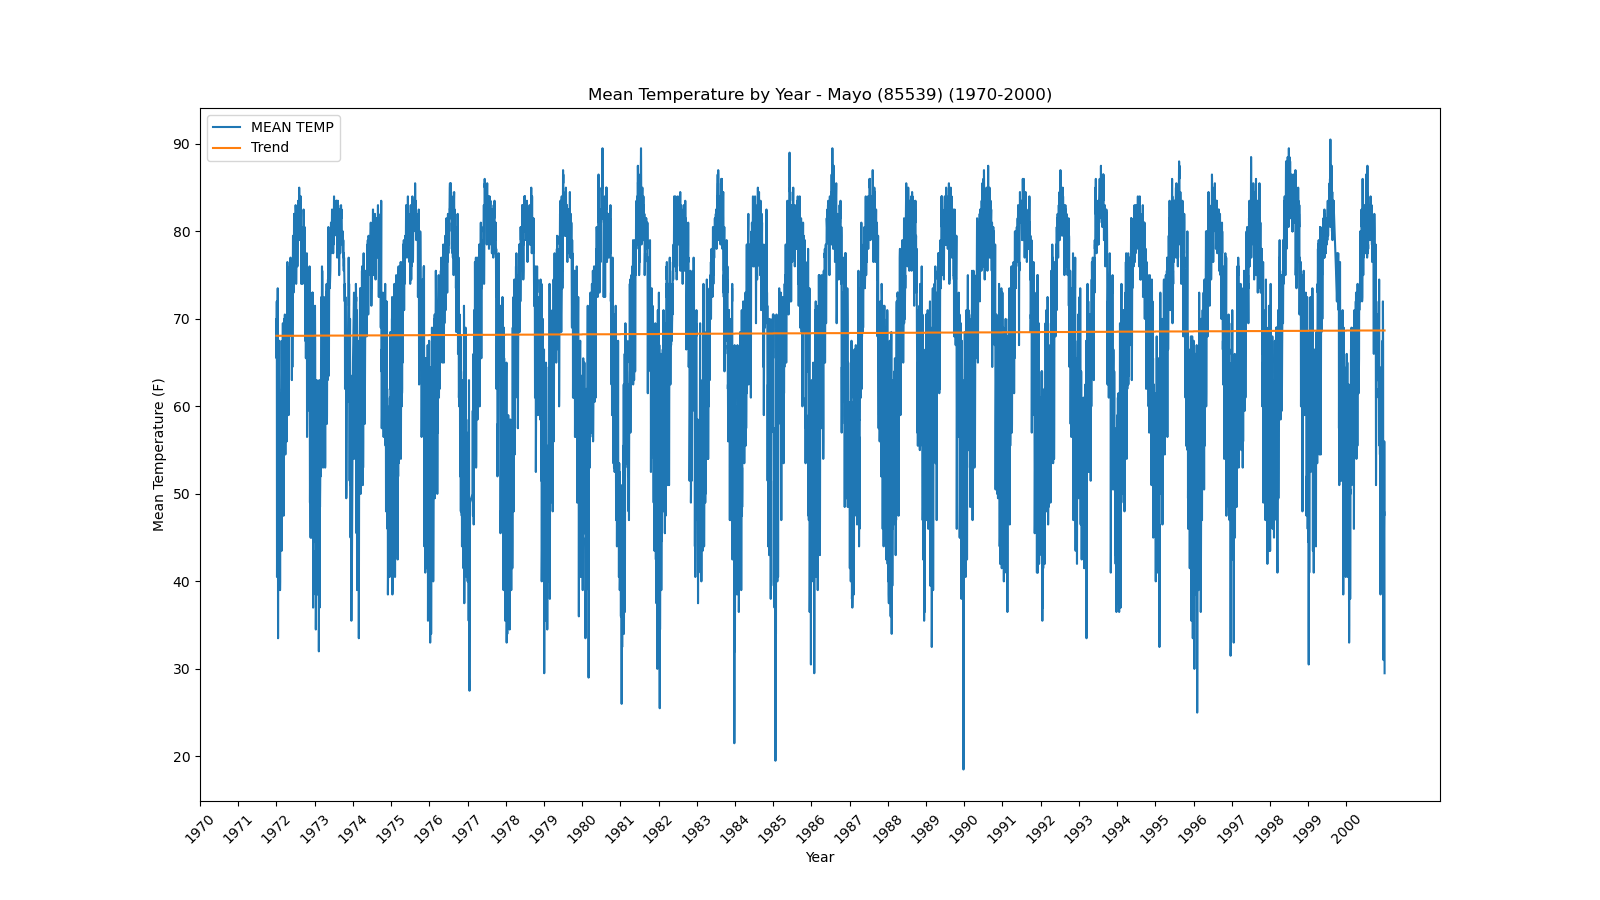 Mean Temperature by Year - Mayo (85539) (1970-2000)
MEAN TEMP
Trend
90
80
70
60
50
40
30
20
Mean Temperature (F)
1970 1971 1972 1973 1974 1975 1976 1977 1978 1979 1980 1981 1982 1983 1984 1985 1986 1987 1988 1989 1990 1991 1992 1993 1994 1995 1996 1997 1998 1999 2000
Year